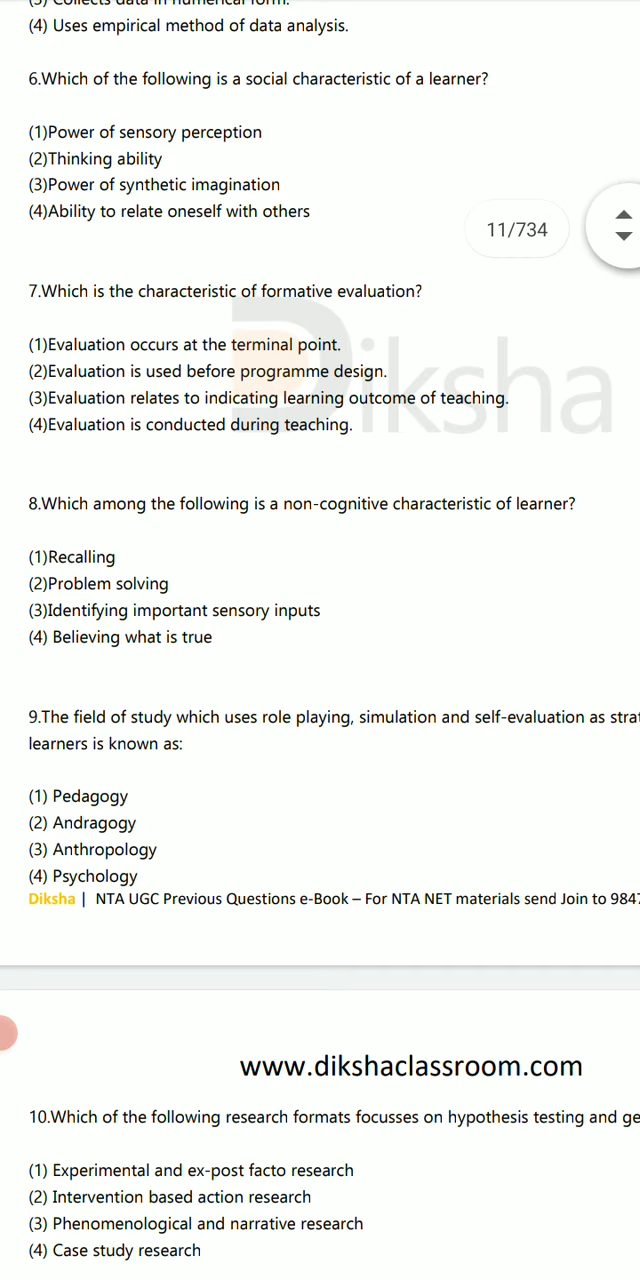 (3) Collects data in numerical form.
(4) Uses empirical method of data analysis.
6.Which of the following is a social characteristic of a learner?
(1)Power of sensory perception
(2)Thinking ability
(3)Power of synthetic imagination
(4)Ability to relate oneself with others
11/734
7.Which is the characteristic of formative evaluation?
(1)Evaluation occurs at the terminal point.
(2)Evaluation is used before programme design.
(3)Evaluation relates to indicating learning outcome of teaching.
(4)Evaluation is conducted during teaching.
Diksha
8.Which among the following is a non-cognitive characteristic of learner?
(1)Recalling
(2)Problem solving
(3)Identifying important sensory inputs
(4) Believing what is true
9.The field of study which uses role playing, simulation and self-evaluation as
learners is known as:
(1) Pedagogy
(2) Andragogy
(3) Anthropology
(4) Psychology
Diksha | NTA UGC Previous Questions e-Book – For NTA NET materials send Join to 984
www.dikshaclassroom.com
10.Which of the following research formats focusses on hypothesis testing and
(1) Experimental and ex-post facto research
(2) Intervention based action research
(3) Phenomenological and narrative research
(4) Case study research